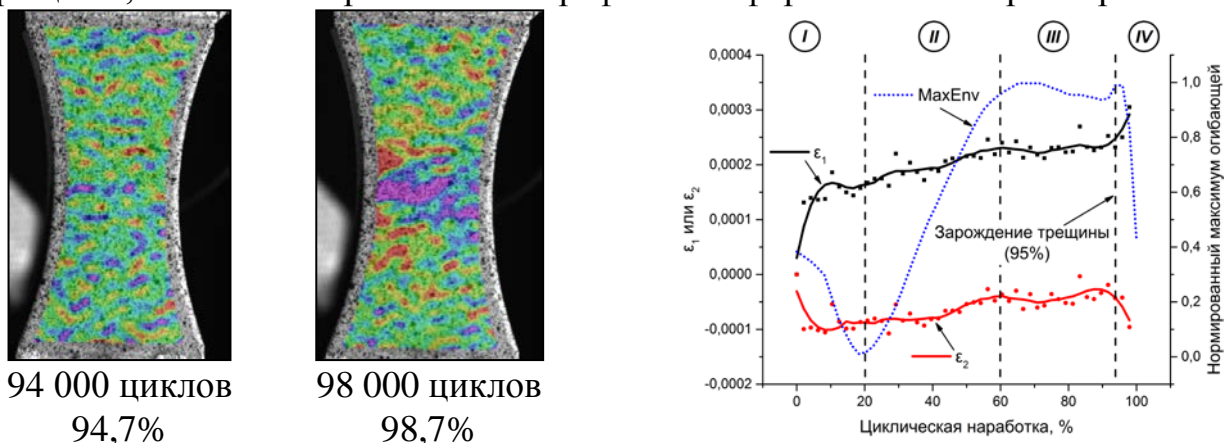 94 000 циклов
94,7%
98 000 циклов
98,7%
I
II
III
IV
0,0004
0,0003
0,0002
0,0001
0,0000
-0,0001
-0,0002
ε₁ или ε₂
MaxEnv
ε₁
Зарождение трещины
(95%)
ε₂
1,0
0,8
0,6
0,4
0,2
0,0
Нормированный максимум огибающей
0
20
40
60
80
100
Циклическая наработка, %